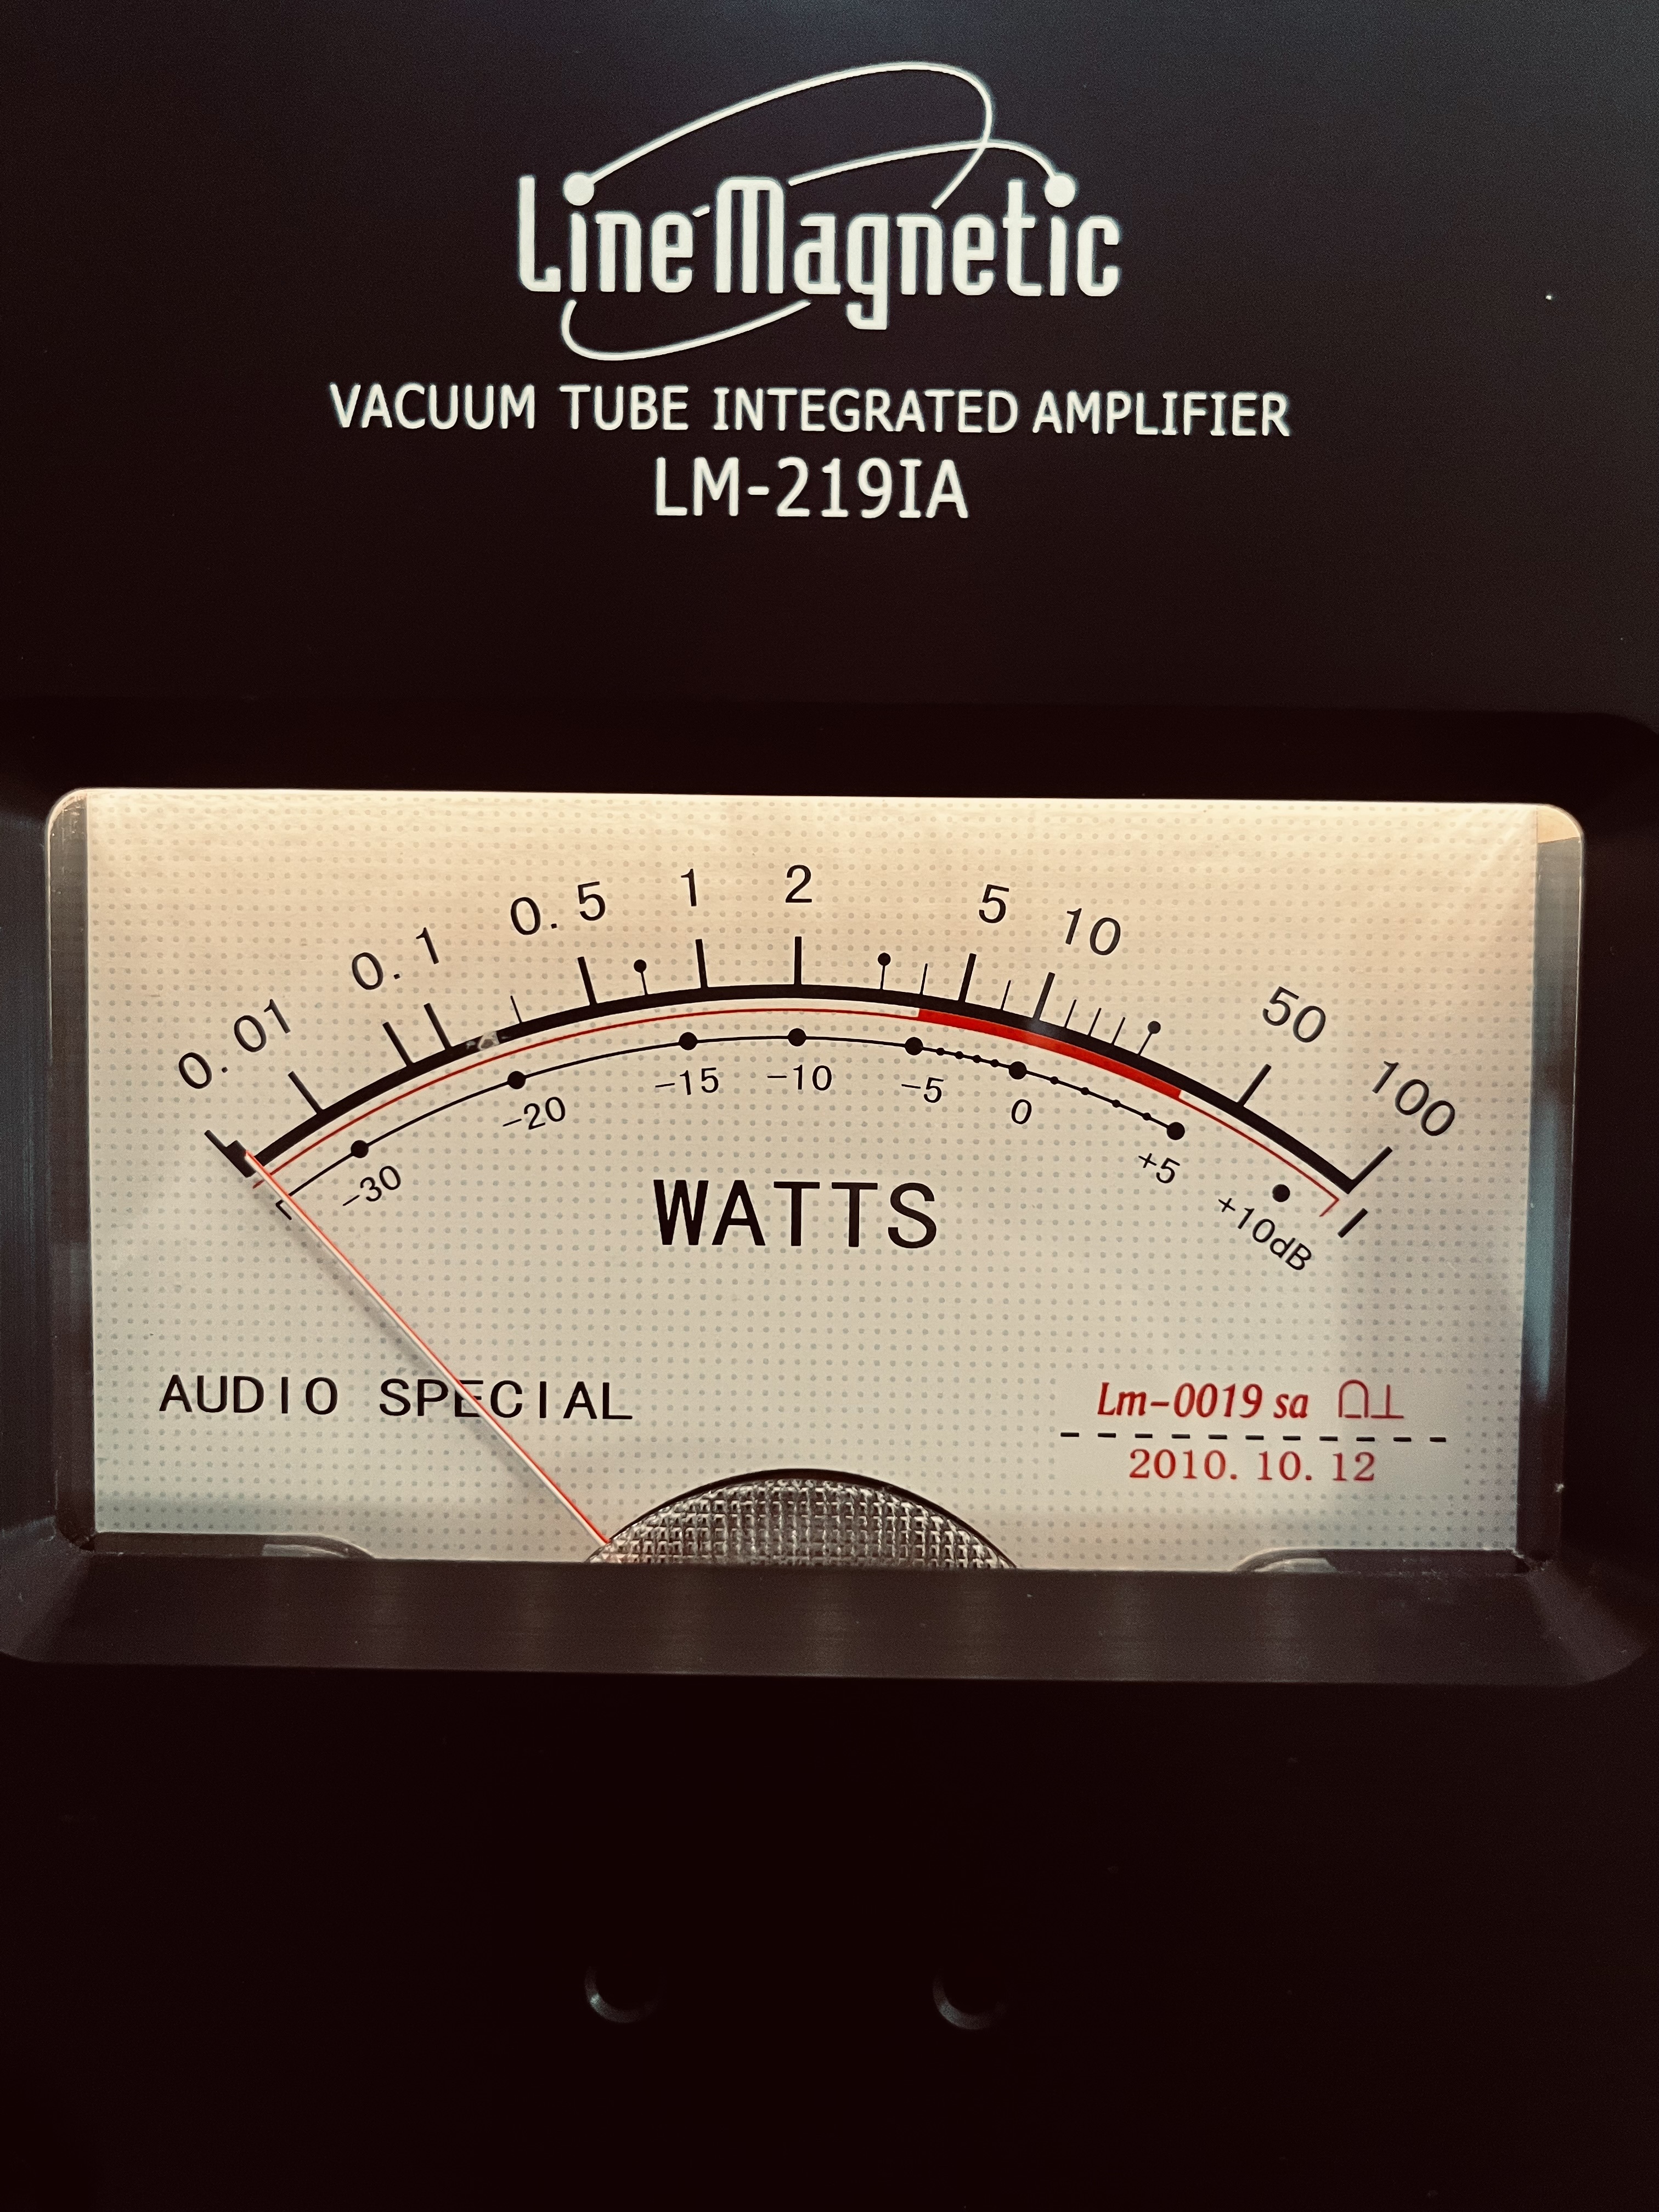 Line Magnetic
VACUUM TUBE INTEGRATED AMPLIFIER
LM-219IA
0.01 0.1 0.5 1 2 5 10 50 100
-30 -20 -15 -10 -5 0 +5 +10dB
WATTS
AUDIO SPECIAL
Lm-0019 sa
2010.10.12